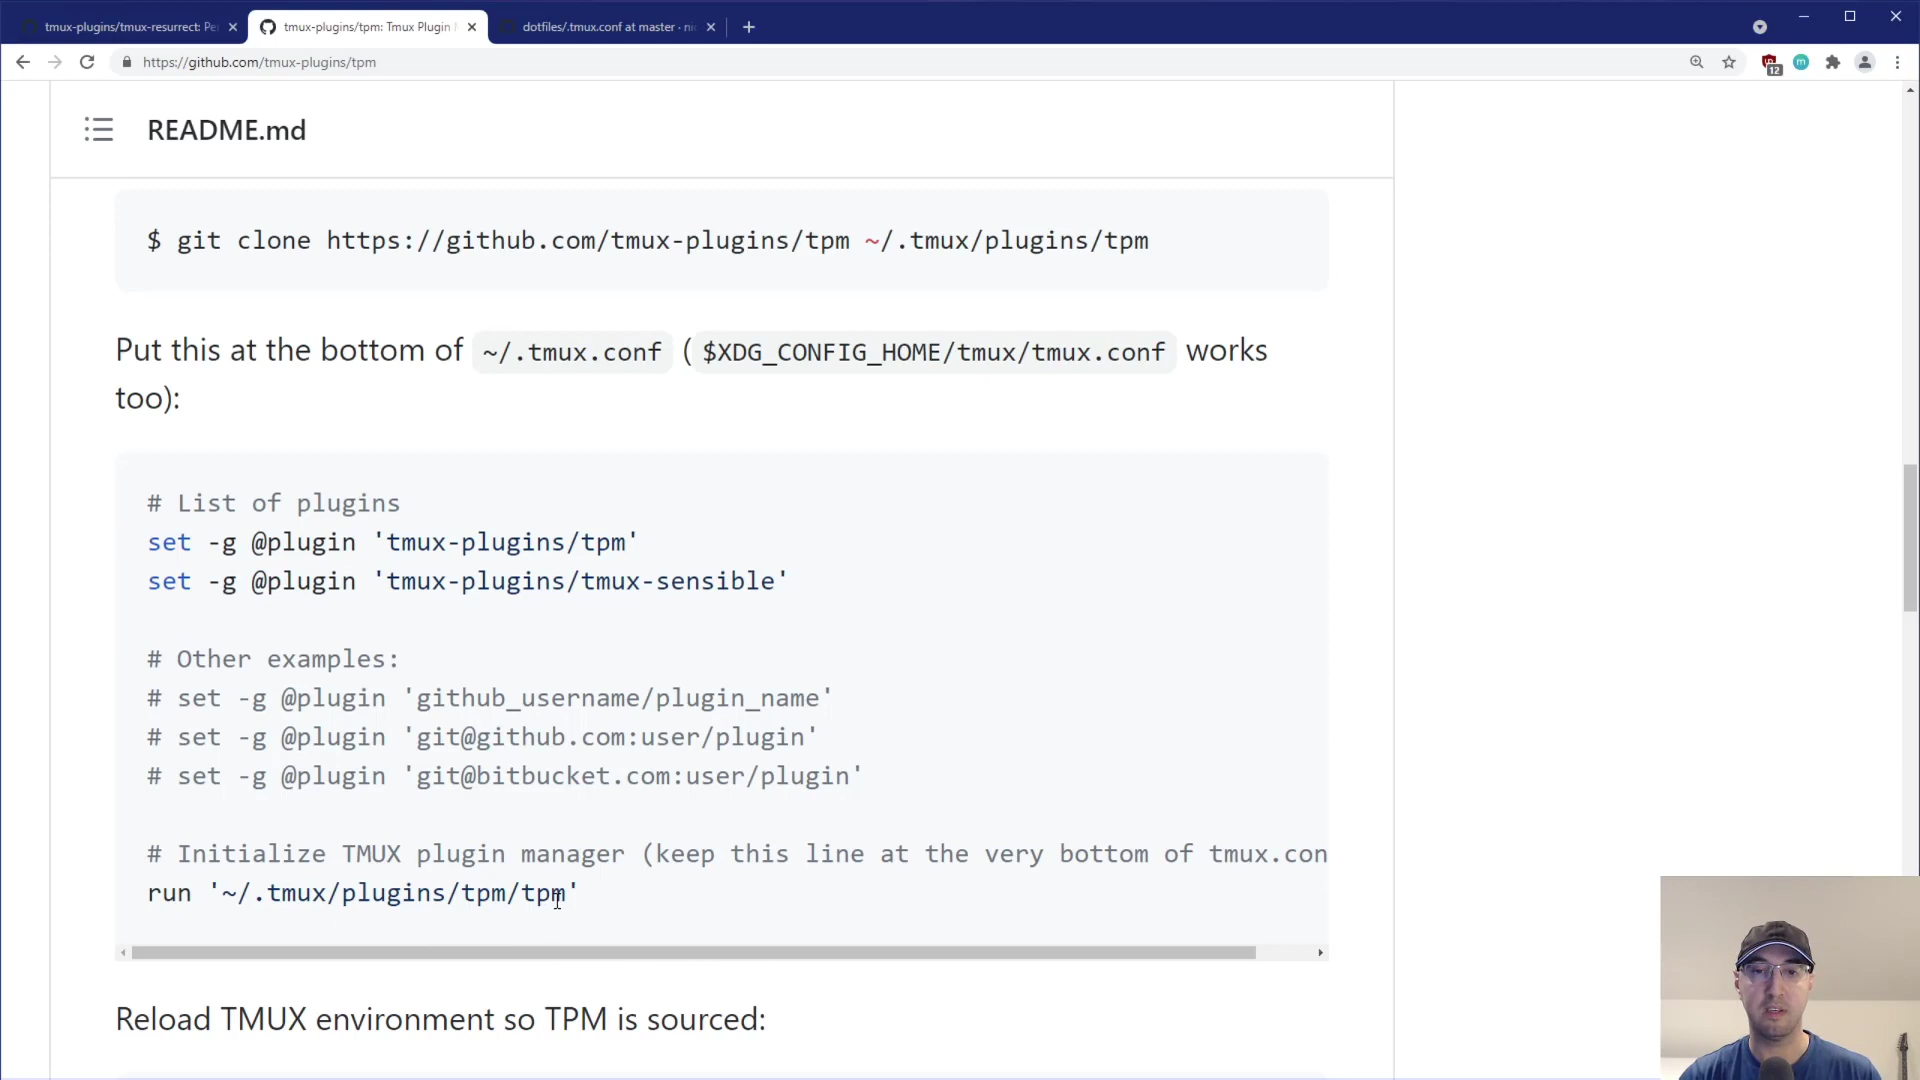 tmux-plugins/tmux-resurrect: Pe
tmux-plugins/tpm: Tmux Plugin
dotfiles/.tmux.conf at master · nic
https://github.com/tmux-plugins/tpm
12
m
README.md
$ git clone https://github.com/tmux-plugins/tpm ~/.tmux/plugins/tpm
Put this at the bottom of ~/.tmux.conf ( $XDG_CONFIG_HOME/tmux/tmux.conf works
too):
# List of plugins
set -g @plugin 'tmux-plugins/tpm'
set -g @plugin 'tmux-plugins/tmux-sensible'
# Other examples:
# set -g @plugin 'github_username/plugin_name'
# set -g @plugin 'git@github.com:user/plugin'
# set -g @plugin 'git@bitbucket.com:user/plugin'
# Initialize TMUX plugin manager (keep this line at the very bottom of tmux.con
run '~/.tmux/plugins/tpm/tpm'
Reload TMUX environment so TPM is sourced: